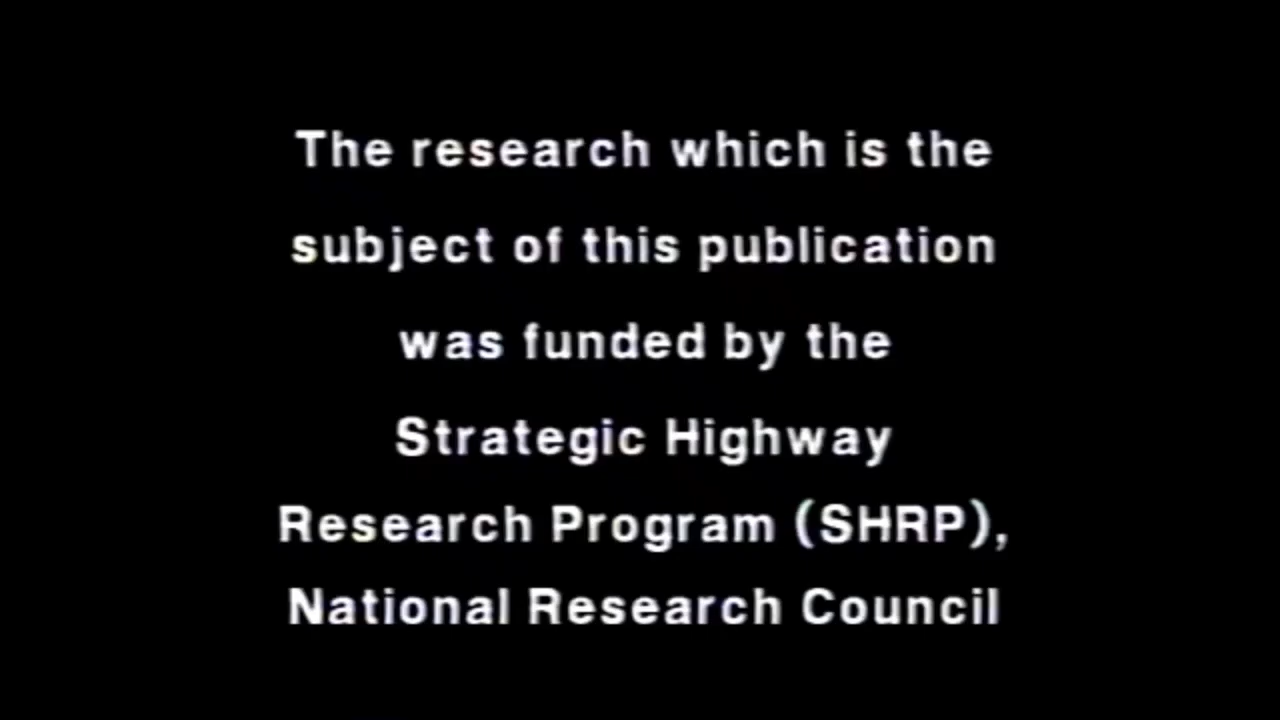 The research which is the
subject of this publication
was funded by the
Strategic Highway
Research Program (SHRP),
National Research Council